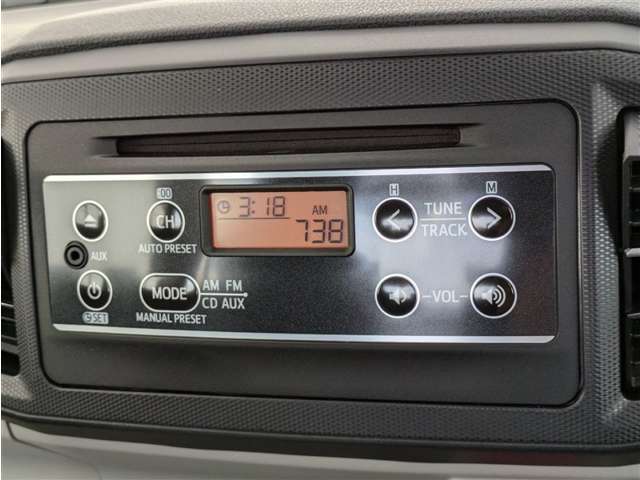 :00
H
M
3:18
AM
738
CH
AUTO PRESET
TUNE
TRACK
AUX
MODE
AM FM
CD AUX
MANUAL PRESET
VOL
SET